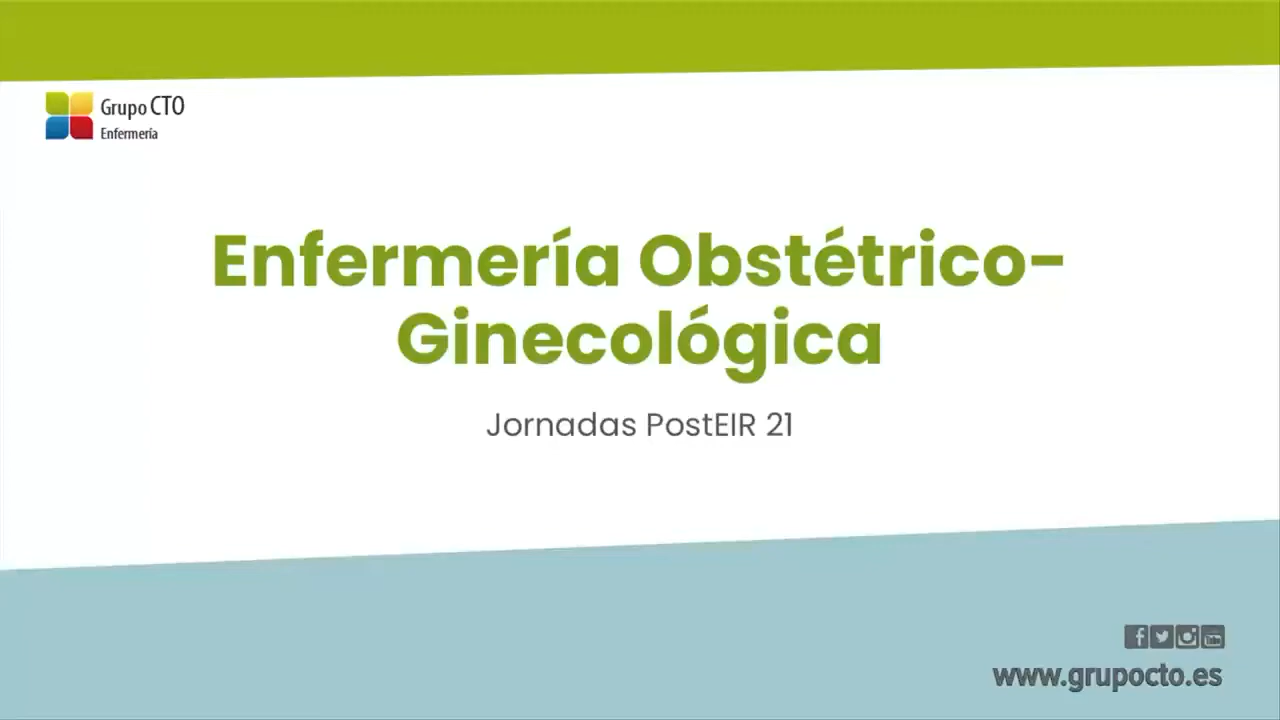 Grupo CTO
Enfermería
Enfermería Obstétrico-
Ginecológica
Jornadas PostEIR 21
www.grupocto.es